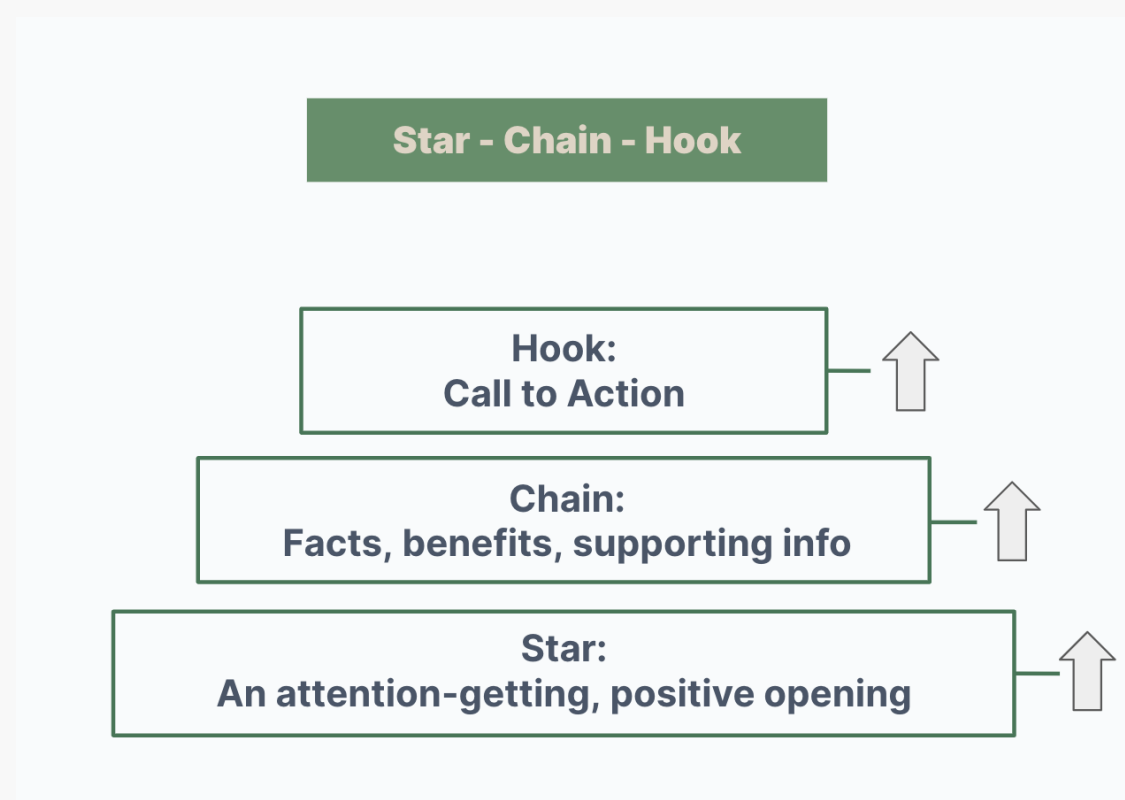 Star - Chain - Hook
Hook:
Call to Action
Chain:
Facts, benefits, supporting info
Star:
An attention-getting, positive opening